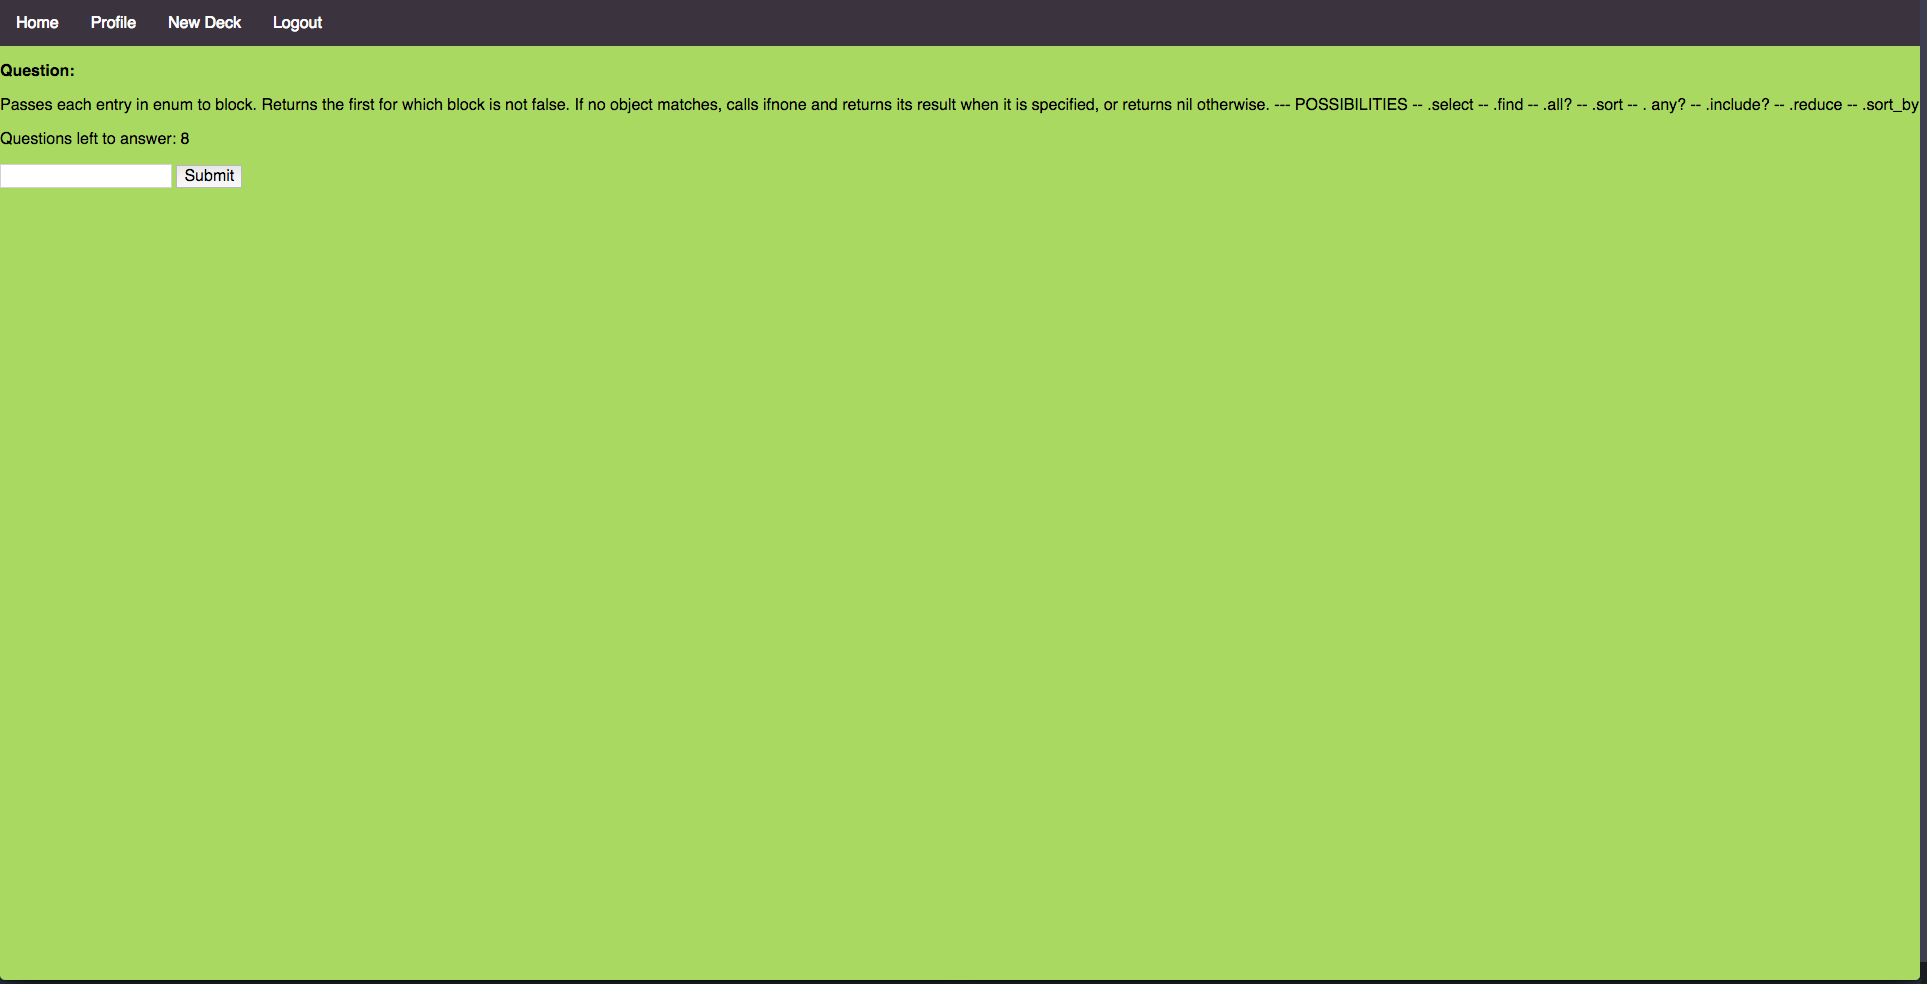 Home Profile New Deck Logout
Question:
Passes each entry in enum to block. Returns the first for which block is not false. If no object matches, calls ifnone and returns its result when it is specified, or returns nil otherwise. --- POSSIBILITIES -- .select -- .find -- .all? -- .sort -- . any? -- .include? -- .reduce -- .sort_by
Questions left to answer: 8
Submit